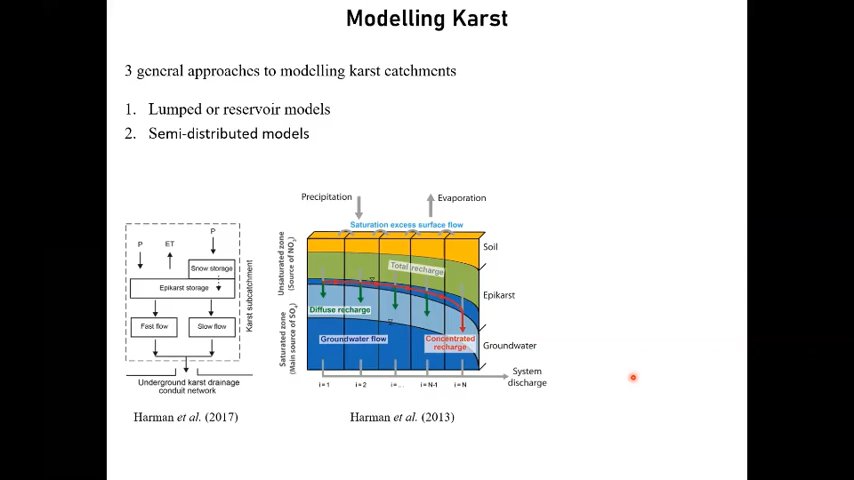 Modelling Karst
3 general approaches to modelling karst catchments
1. Lumped or reservoir models
2. Semi-distributed models
P
ET
P
Snow storage
Epikarst storage
Fast flow
Slow flow
Karst subcatchment
Underground karst drainage
conduit network
Harman et al. (2017)
Precipitation
Evaporation
Saturation excess surface flow
Unsaturated zone
(Source of NO3)
Saturated zone
(Main source of SO4)
Soil
Total recharge
Epikarst
Diffuse recharge
Groundwater flow
Concentrated
recharge
Groundwater
System
discharge
i = 1
i = 2
i = ...
i = N-1
i = N
Harman et al. (2013)